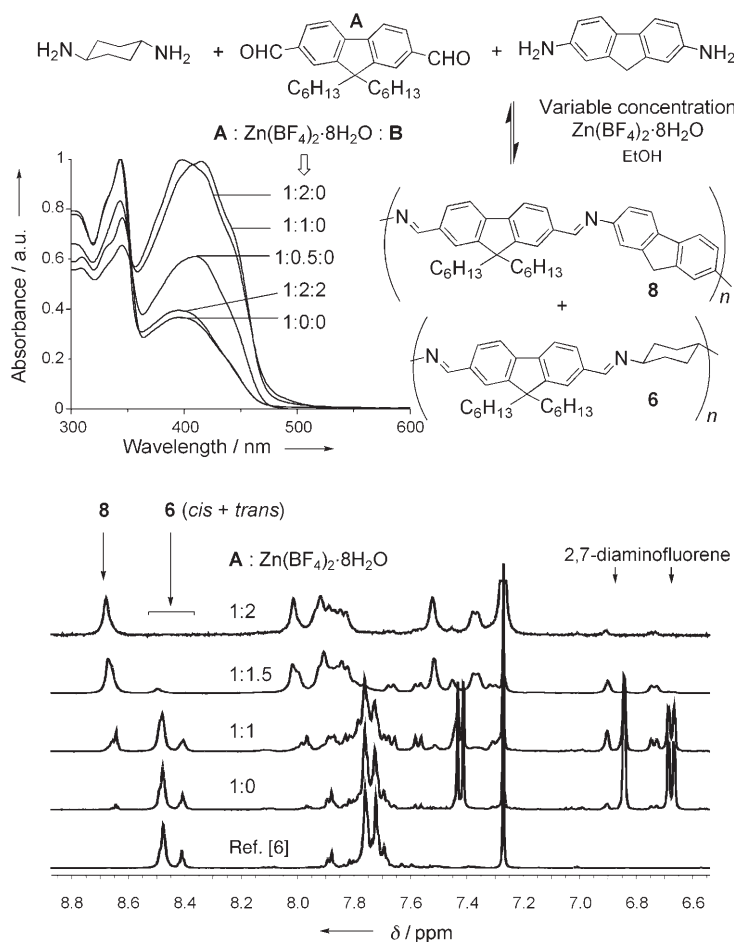 A
H2N
NH2
+
OHC
CHO
C6H13 C6H13
+
H2N
NH2
Variable concentration
Zn(BF4)2·8H2O
EtOH
A : Zn(BF4)2·8H2O : B
1:2:0
1:1:0
1:0.5:0
1:2:2
1:0:0
Absorbance / a.u.
1
0.8
0.6
0.4
0.2
0
300 400 500 600
Wavelength / nm
N
N
C6H13 C6H13
8
n
+
N
N
C6H13 C6H13
6
n
8
6 (cis + trans)
A : Zn(BF4)2·8H2O
2,7-diaminofluorene
1:2
1:1.5
1:1
1:0
Ref. [6]
8.8 8.6 8.4 8.2 8.0 7.8 7.6 7.4 7.2 7.0 6.8 6.6
δ / ppm